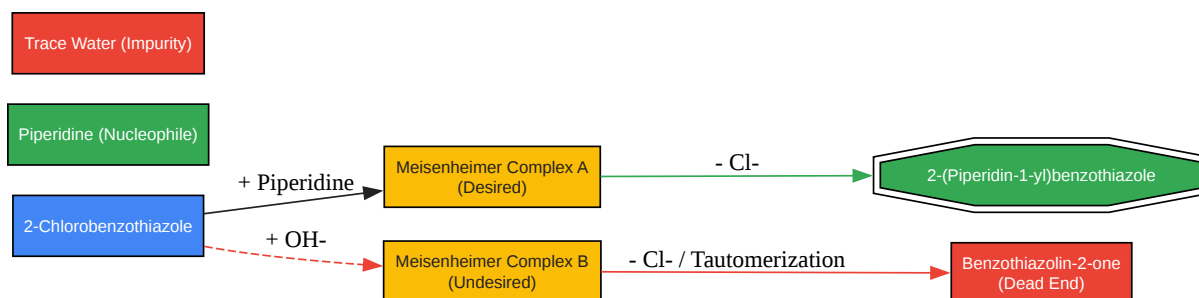 Trace Water (Impurity)
Piperidine (Nucleophile)
2-Chlorobenzothiazole
+ Piperidine
+ OH-
Meisenheimer Complex A
(Desired)
Meisenheimer Complex B
(Undesired)
- Cl-
- Cl- / Tautomerization
2-(Piperidin-1-yl)benzothiazole
Benzothiazolin-2-one
(Dead End)